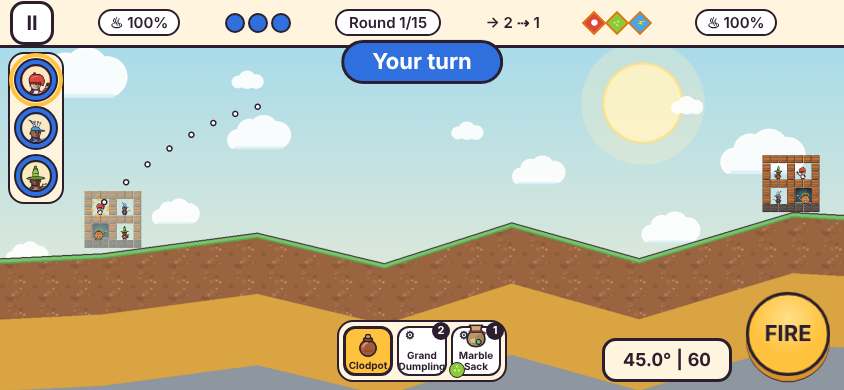 100%
Round 1/15
→ 2 ⇢ 1
100%
Your turn
Clodpot
2
Grand
Dumpling
1
Marble
Sack
45.0° | 60
FIRE